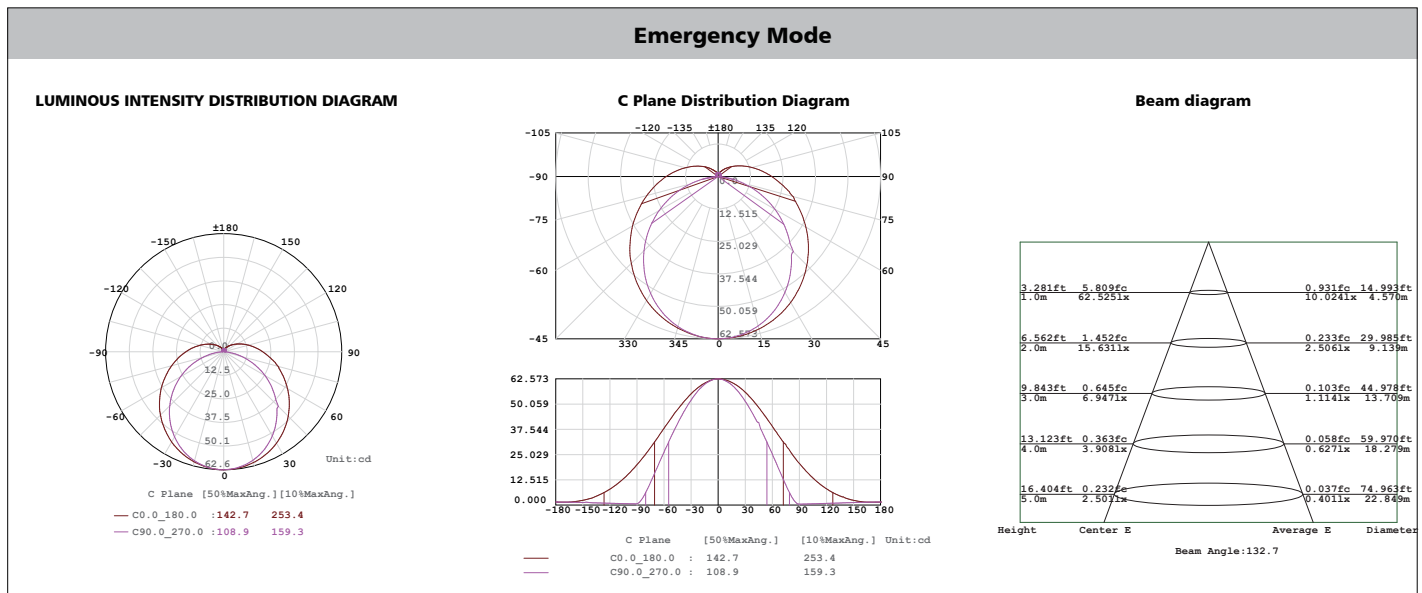 Emergency Mode
LUMINOUS INTENSITY DISTRIBUTION DIAGRAM
±180
-150 150
-120 120
-90 90
-60 60
-30 30
0
0.0
12.5
25.0
37.5
50.1
62.6
Unit:cd
C Plane [50%MaxAng.][10%MaxAng.]
C0.0_180.0 :142.7 253.4
C90.0_270.0 :108.9 159.3
C Plane Distribution Diagram
-120 -135 ±180 135 120
-105 105
-90 90
-75 75
-60 60
-45 330 345 0 15 30 45
0.0
12.515
25.029
37.544
50.059
62.573
62.573
50.059
37.544
25.029
12.515
0.000
-180 -150 -120 -90 -60 -30 0 30 60 90 120 150 180
C Plane [50%MaxAng.] [10%MaxAng.] Unit:cd
C0.0_180.0 : 142.7 253.4
C90.0_270.0 : 108.9 159.3
Beam diagram
3.281ft 5.809fc 0.931fc 14.993ft
1.0m 62.525lx 10.024lx 4.570m
6.562ft 1.452fc 0.233fc 29.985ft
2.0m 15.631lx 2.506lx 9.139m
9.843ft 0.645fc 0.103fc 44.978ft
3.0m 6.947lx 1.114lx 13.709m
13.123ft 0.363fc 0.058fc 59.970ft
4.0m 3.908lx 0.627lx 18.279m
16.404ft 0.232fc 0.037fc 74.963ft
5.0m 2.501lx 0.401lx 22.849m
Height Center E Average E Diameter
Beam Angle:132.7